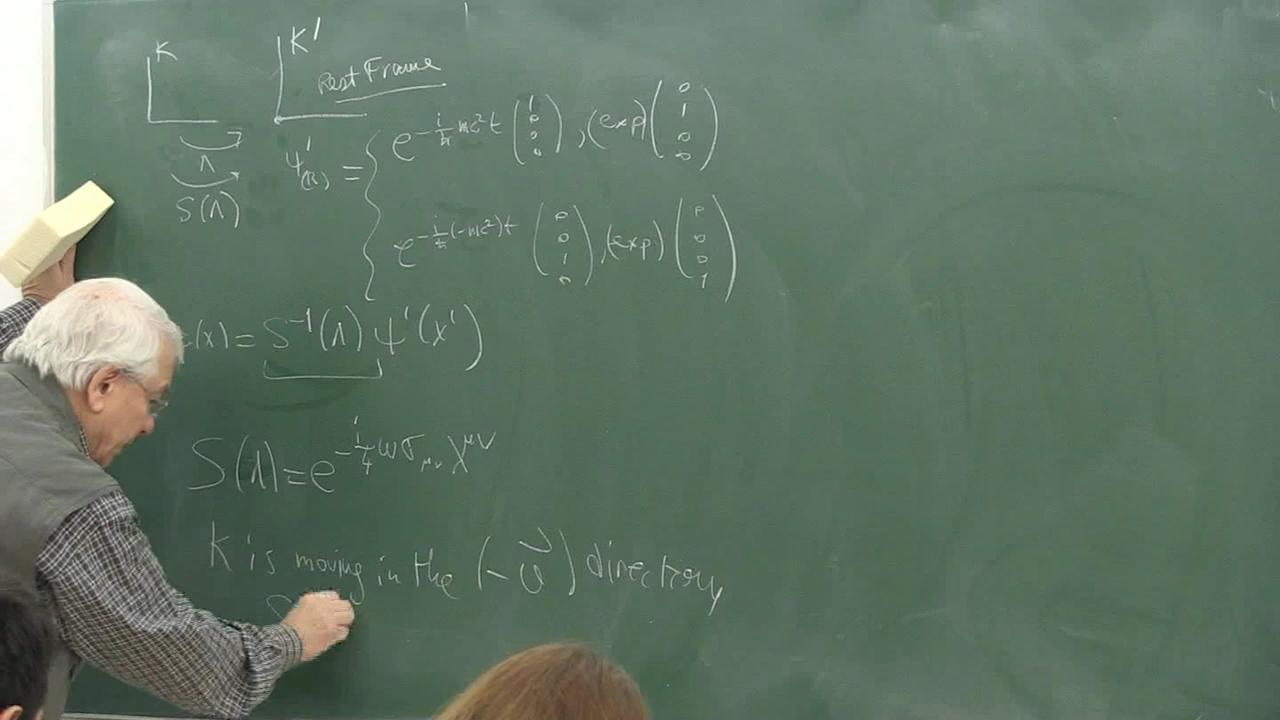 K K'
Rest Frame
Λ
S(Λ)
Ψ'(R) = { e^{-i/ħ mc²t} (1 0 0 0), (exp) (0 1 0 0)
e^{-i/ħ (-mc²)t} (0 0 1 0), (exp) (0 0 0 1)
(x) = S⁻¹(Λ) Ψ'(x')
S(Λ) = e^{-i/4 ωσ_{μν} I^{μν}}
K is moving in the (-v⃗) direction
S